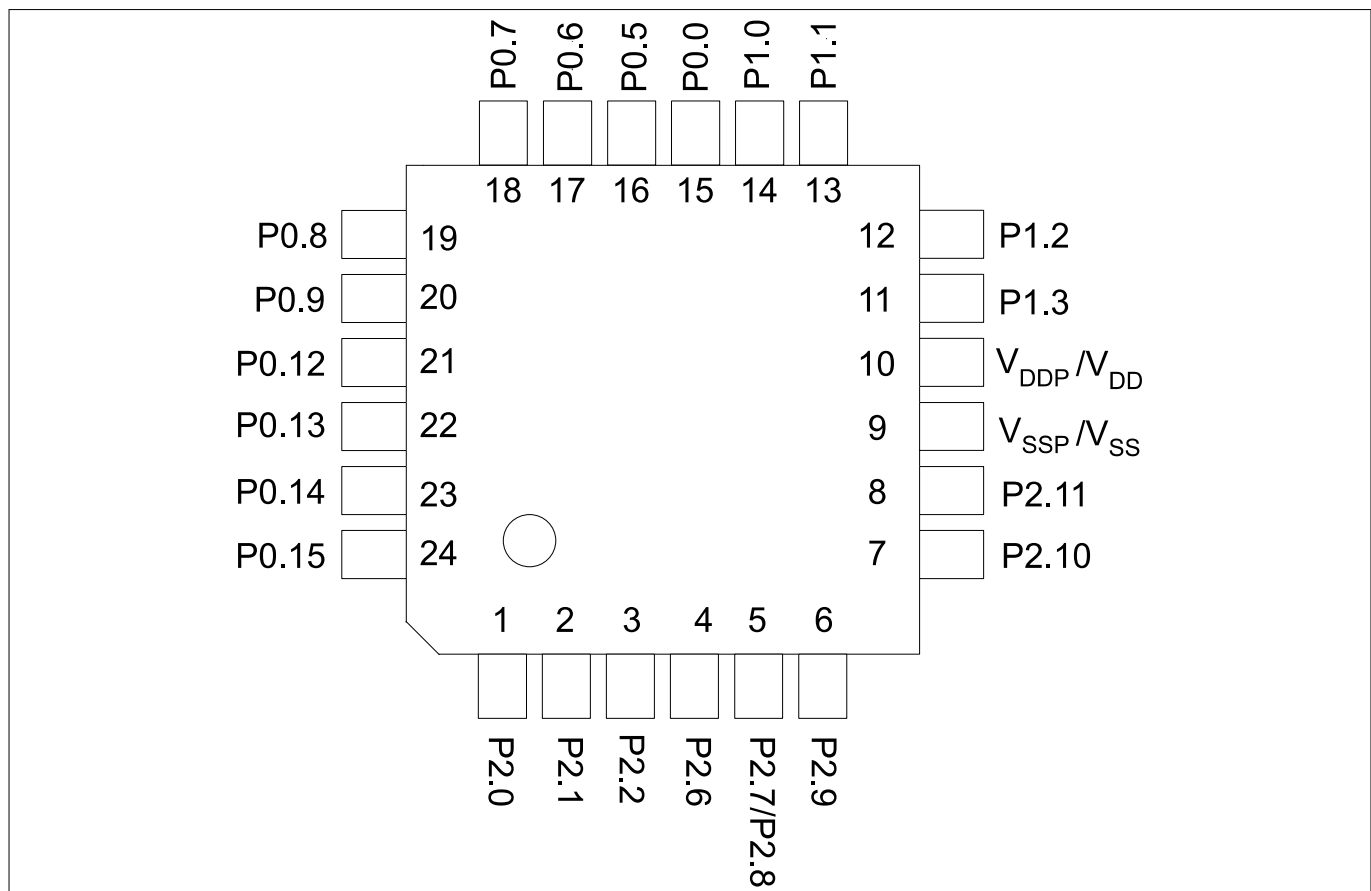 P0.7 P0.6 P0.5 P0.0 P1.0 P1.1
18 17 16 15 14 13
P0.8 19 12 P1.2
P0.9 20 11 P1.3
P0.12 21 10 VDDP/VDD
P0.13 22 9 VSSP/VSS
P0.14 23 8 P2.11
P0.15 24 7 P2.10
1 2 3 4 5 6
P2.0 P2.1 P2.2 P2.6 P2.7/P2.8 P2.9